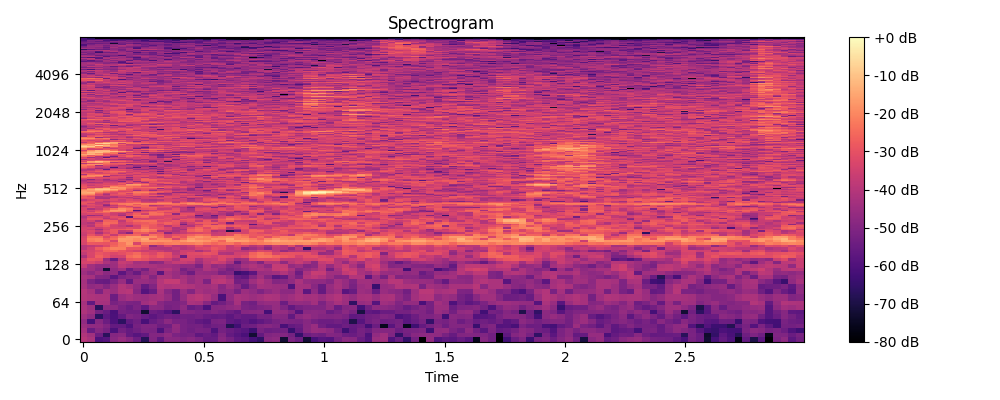 Spectrogram
Hz
4096
2048
1024
512
256
128
64
0
0 0.5 1 1.5 2 2.5
Time
+0 dB
-10 dB
-20 dB
-30 dB
-40 dB
-50 dB
-60 dB
-70 dB
-80 dB